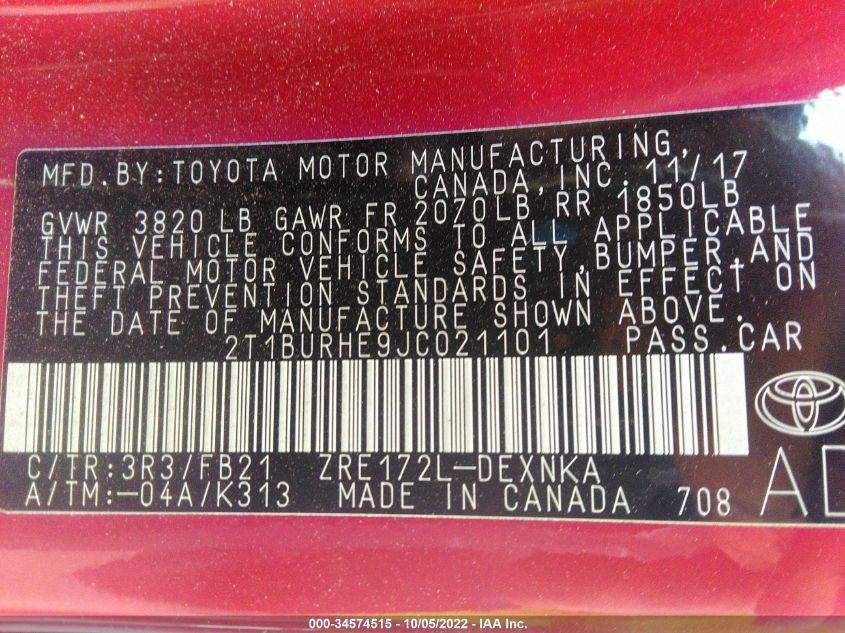 MFD.BY:TOYOTA MOTOR MANUFACTURING,
CANADA,INC. 11/17
GVWR 3820 LB GAWR FR 2070LB RR 1850LB
THIS VEHICLE CONFORMS TO ALL APPLICABLE
FEDERAL MOTOR VEHICLE SAFETY,BUMPER,AND
THEFT PREVENTION STANDARDS IN EFFECT ON
THE DATE OF MANUFACTURE SHOWN ABOVE.
2T1BURHE9JC021101 PASS.CAR
C/TR:3R3/FB21 ZRE172L-DEXNKA
A/TM:-04A/K313 MADE IN CANADA 708
000-34574515 - 10/05/2022 - IAA Inc.